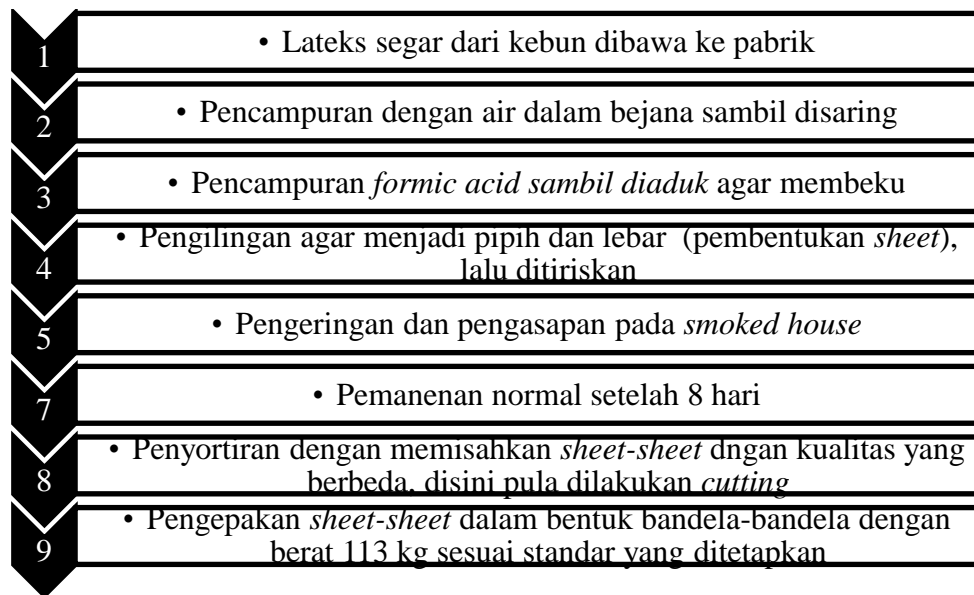 1
• Lateks segar dari kebun dibawa ke pabrik
2
• Pencampuran dengan air dalam bejana sambil disaring
3
• Pencampuran formic acid sambil diaduk agar membeku
4
• Pengilingan agar menjadi pipih dan lebar (pembentukan sheet),
lalu ditiriskan
5
• Pengeringan dan pengasapan pada smoked house
7
• Pemanenan normal setelah 8 hari
8
• Penyortiran dengan memisahkan sheet-sheet dngan kualitas yang
berbeda, disini pula dilakukan cutting
9
• Pengepakan sheet-sheet dalam bentuk bandela-bandela dengan
berat 113 kg sesuai standar yang ditetapkan